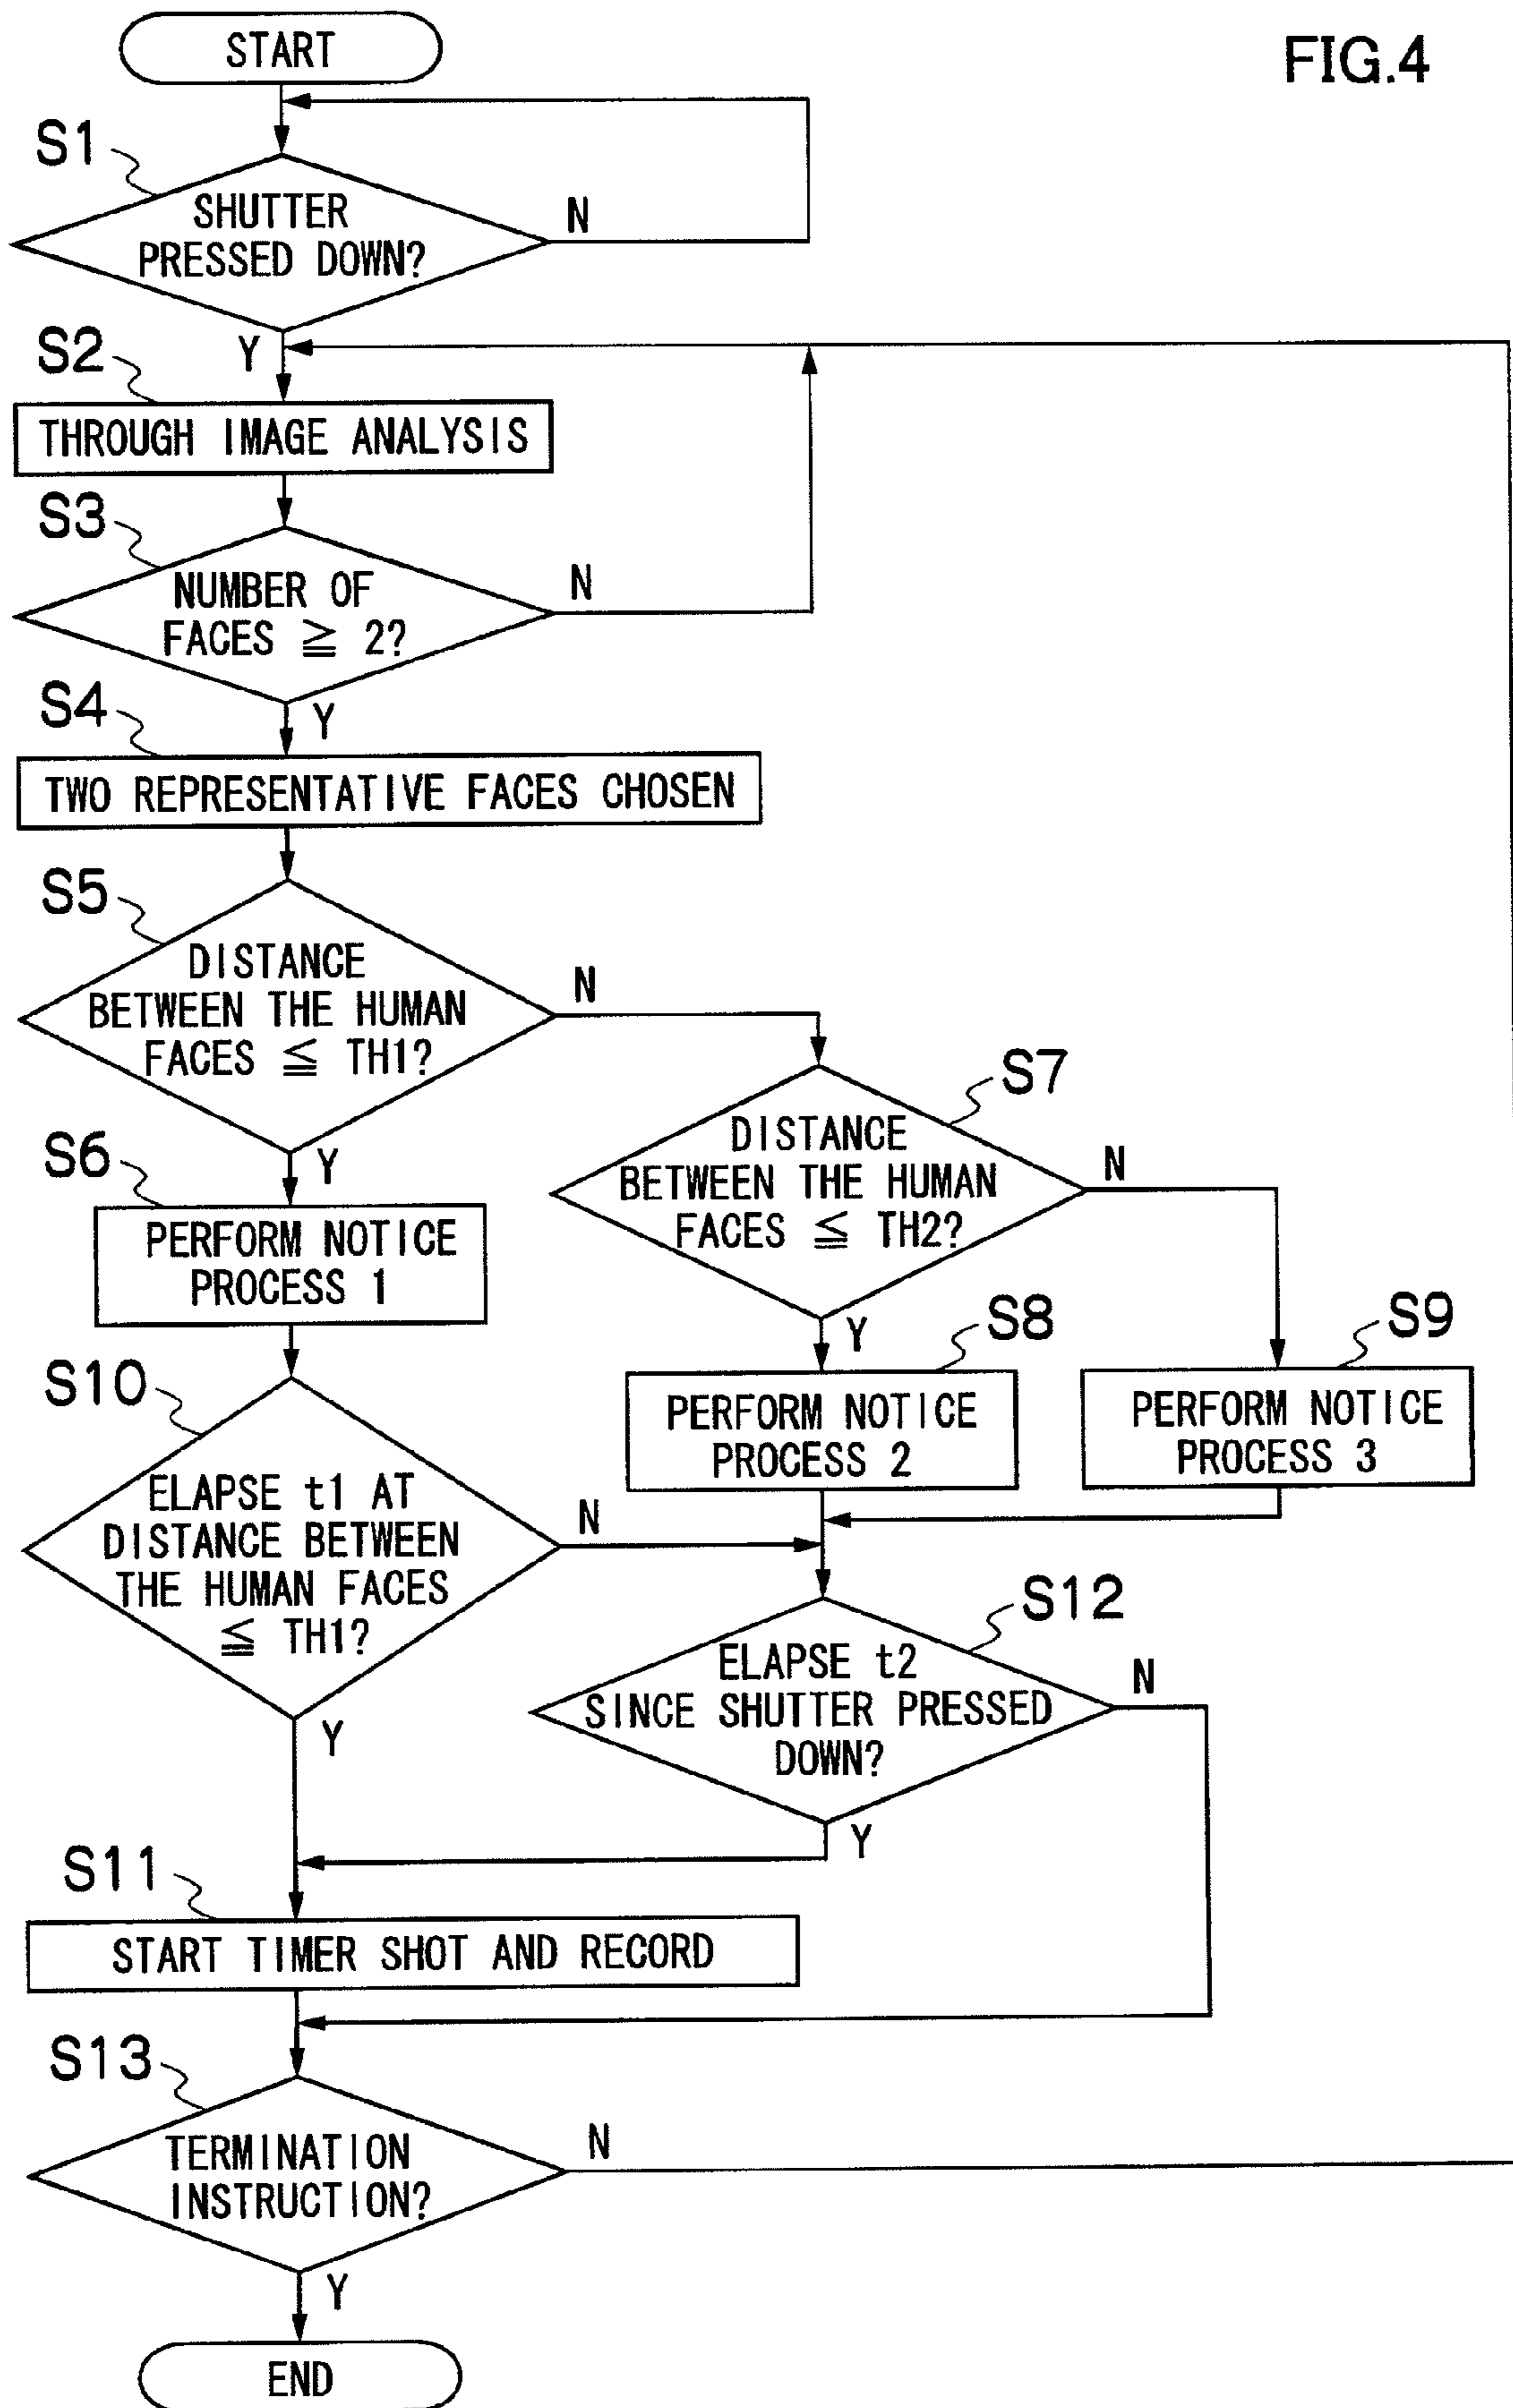 FIG.4
START
S1
SHUTTER
PRESSED DOWN?
N
Y
S2
THROUGH IMAGE ANALYSIS
S3
NUMBER OF
FACES ≧ 2?
N
Y
S4
TWO REPRESENTATIVE FACES CHOSEN
S5
DISTANCE
BETWEEN THE HUMAN
FACES ≦ TH1?
N
Y
S6
PERFORM NOTICE
PROCESS 1
S7
DISTANCE
BETWEEN THE HUMAN
FACES ≦ TH2?
N
Y
S8
PERFORM NOTICE
PROCESS 2
S9
PERFORM NOTICE
PROCESS 3
S10
ELAPSE t1 AT
DISTANCE BETWEEN
THE HUMAN FACES
≦ TH1?
N
Y
S12
ELAPSE t2
SINCE SHUTTER PRESSED
DOWN?
N
Y
S11
START TIMER SHOT AND RECORD
S13
TERMINATION
INSTRUCTION?
N
Y
END